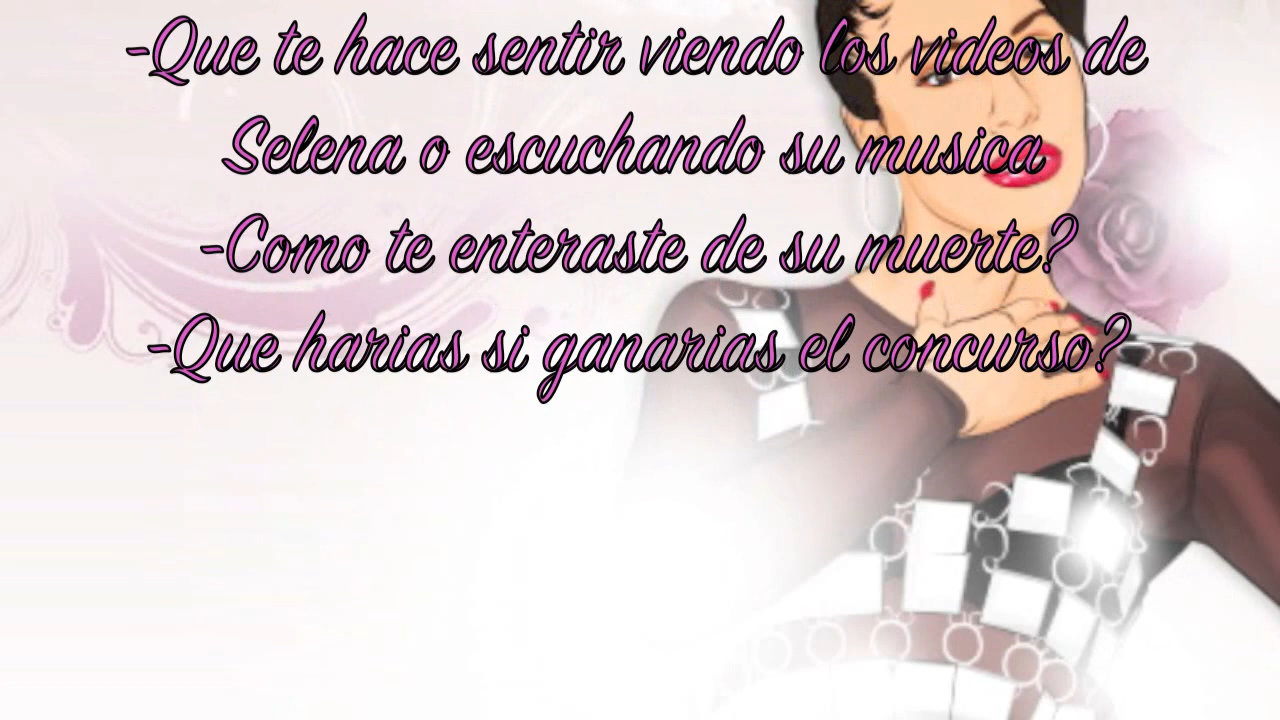 -Que te hace sentir viendo los videos de
Selena o escuchando su musica
-Como te enteraste de su muerte?
-Que harias si ganarias el concurso?